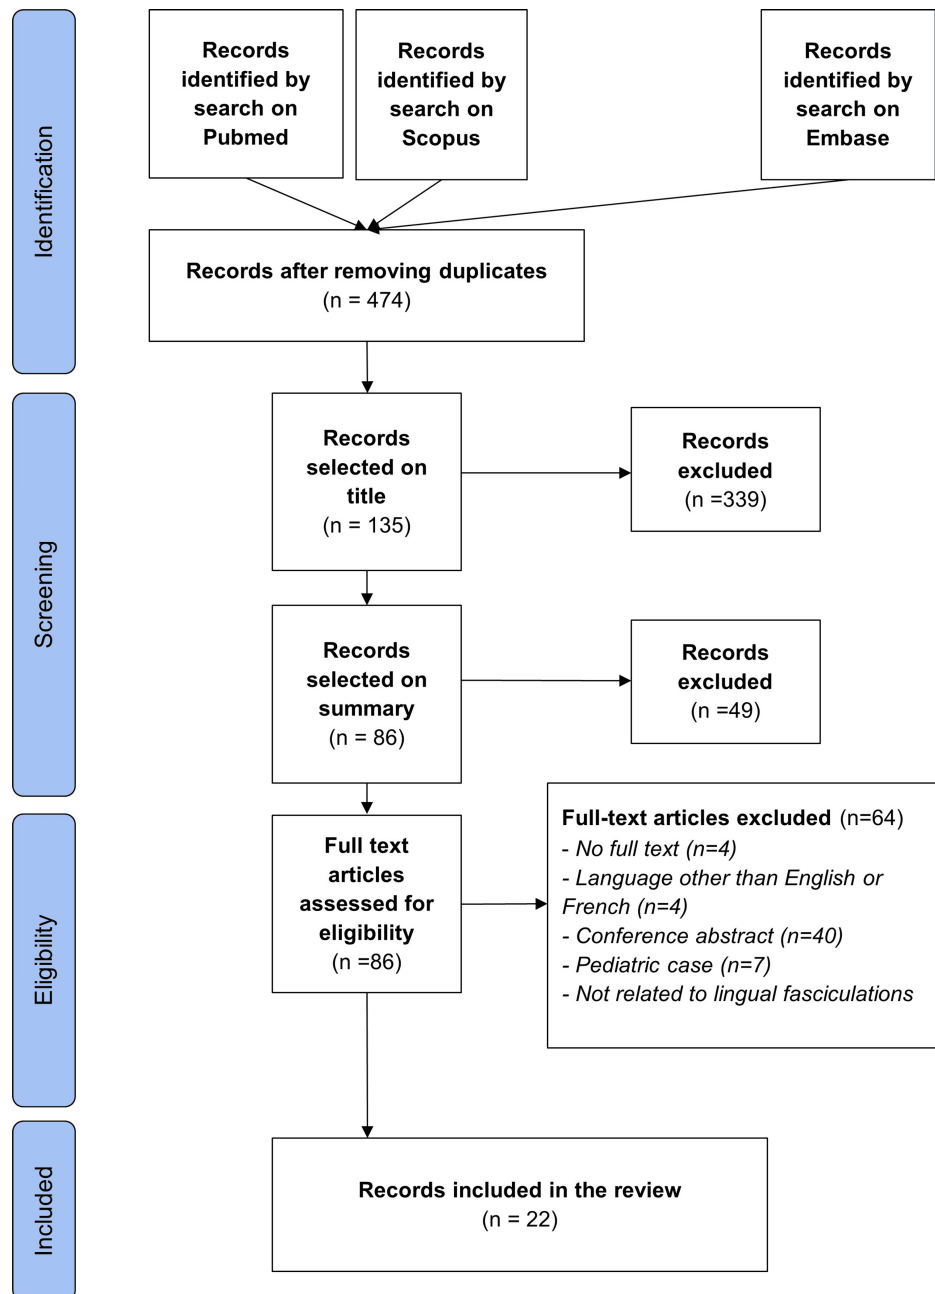 Identification
Records
identified by
search on
Pubmed
Records
identified by
search on
Scopus
Records
identified by
search on
Embase
Records after removing duplicates
(n = 474)
Screening
Records
selected on
title
(n = 135)
Records
excluded
(n =339)
Records
selected on
summary
(n = 86)
Records
excluded
(n =49)
Eligibility
Full text
articles
assessed for
eligibility
(n =86)
Full-text articles excluded (n=64)
- No full text (n=4)
- Language other than English or
French (n=4)
- Conference abstract (n=40)
- Pediatric case (n=7)
- Not related to lingual fasciculations
Included
Records included in the review
(n = 22)